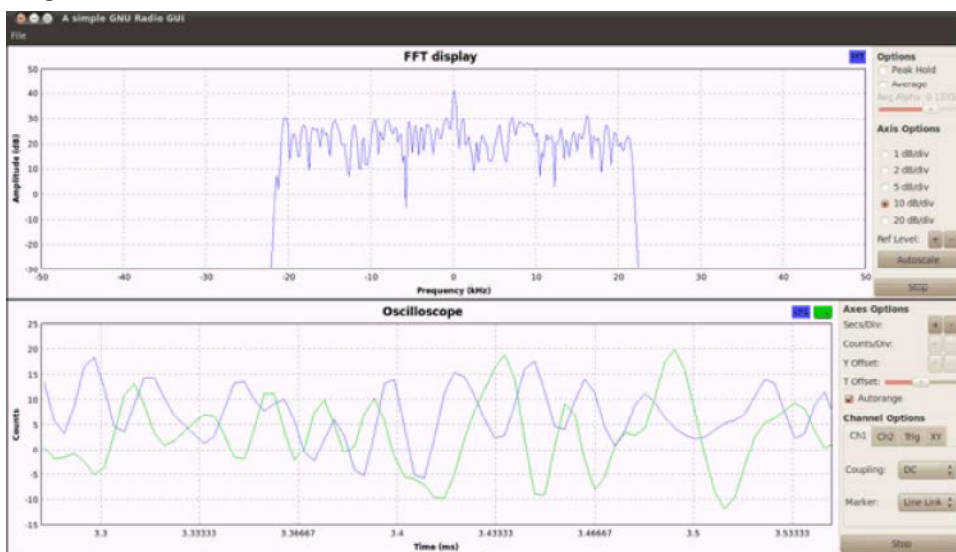 A simple GNU Radio GUI
File
FFT display
Options
Peak Hold
Average
Avg Alpha: 0.1333
Axis Options
1 dB/div
2 dB/div
5 dB/div
10 dB/div
20 dB/div
Ref Level: + -
Autoscale
Stop
Amplitude (dB)
50
40
30
20
10
0
-10
-20
-30
-50 -40 -30 -20 -10 0 10 20 30 40 50
Frequency (kHz)
Oscilloscope
Axes Options
Secs/Div: + -
Counts/Div: + -
Y Offset: + -
T Offset:
Autorange
Channel Options
Ch1 Ch2 Trig XY
Coupling: DC
Marker: Line Link
Stop
Counts
25
20
15
10
5
0
-5
-10
-15
3.3 3.33333 3.36667 3.4 3.43333 3.46667 3.5 3.53333
Time (ms)